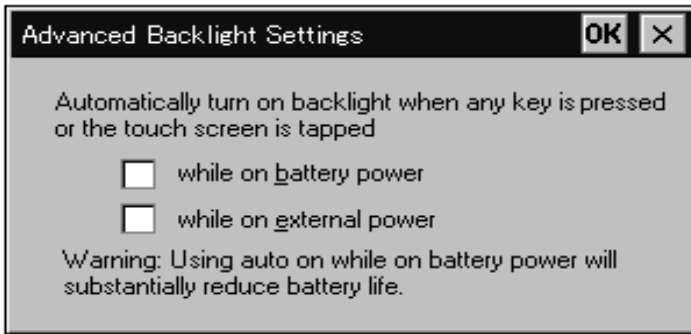 Advanced Backlight Settings OK ×
Automatically turn on backlight when any key is pressed
or the touch screen is tapped
while on battery power
while on external power
Warning: Using auto on while on battery power will
substantially reduce battery life.